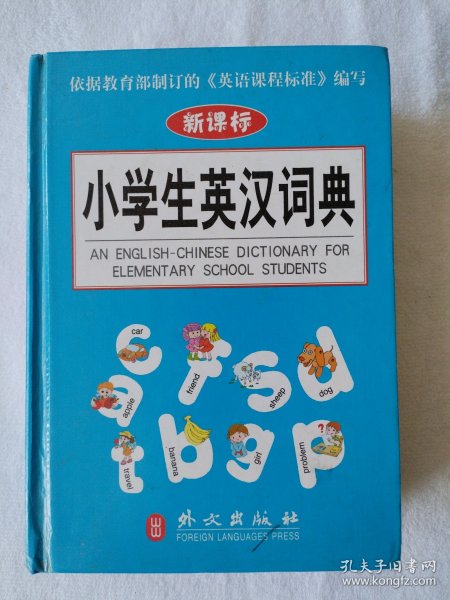 依据教育部制订的《英语课程标准》编写
新课标
小学生英汉词典
AN ENGLISH-CHINESE DICTIONARY FOR
ELEMENTARY SCHOOL STUDENTS
car
c
friend
f
sheep
s
dog
d
apple
a
travel
t
banana
b
girl
g
problem
p
外文出版社
FOREIGN LANGUAGES PRESS
孔夫子旧书网
www.kongfz.com